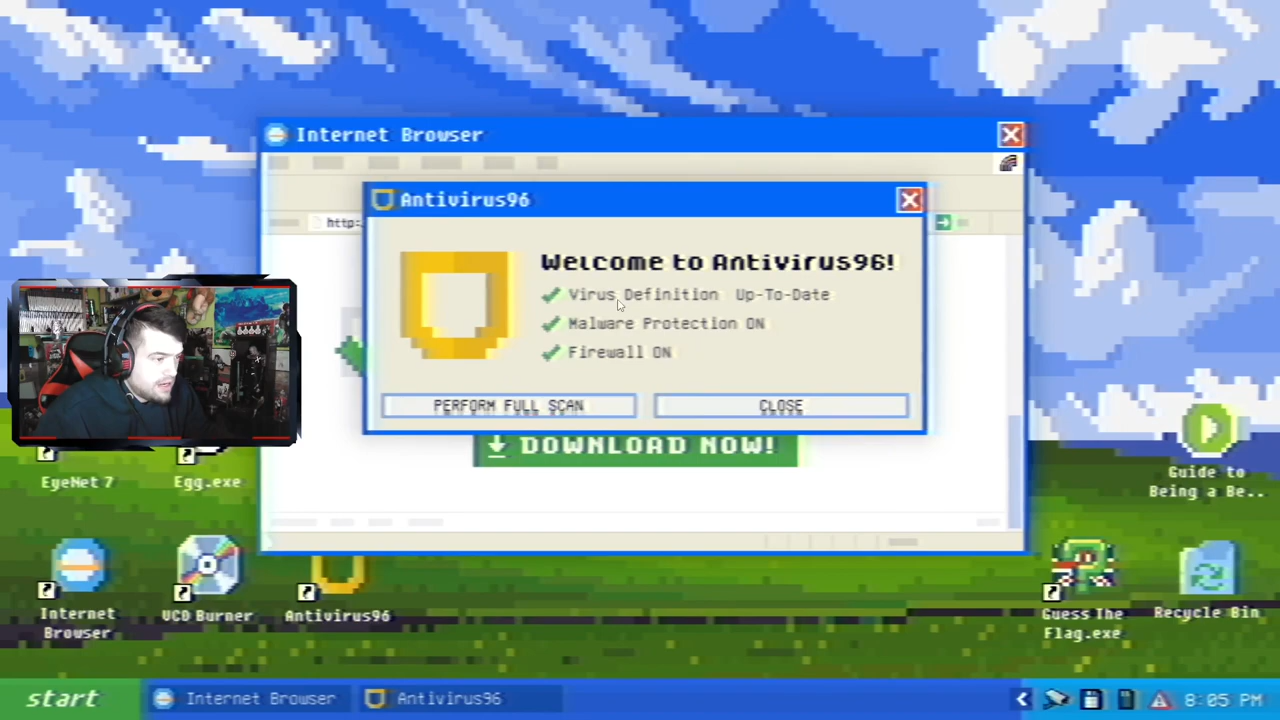 Internet Browser
Antivirus96
http:
Welcome to Antivirus96!
Virus Definition Up-To-Date
Malware Protection ON
Firewall ON
PERFORM FULL SCAN
CLOSE
DOWNLOAD NOW!
EyeNet 7
Egg.exe
Guide to
Being a Be..
Internet
Browser
VCD Burner
Antivirus96
Guess The
Flag.exe
Recycle Bin
start
Internet Browser
Antivirus96
8:05 PM